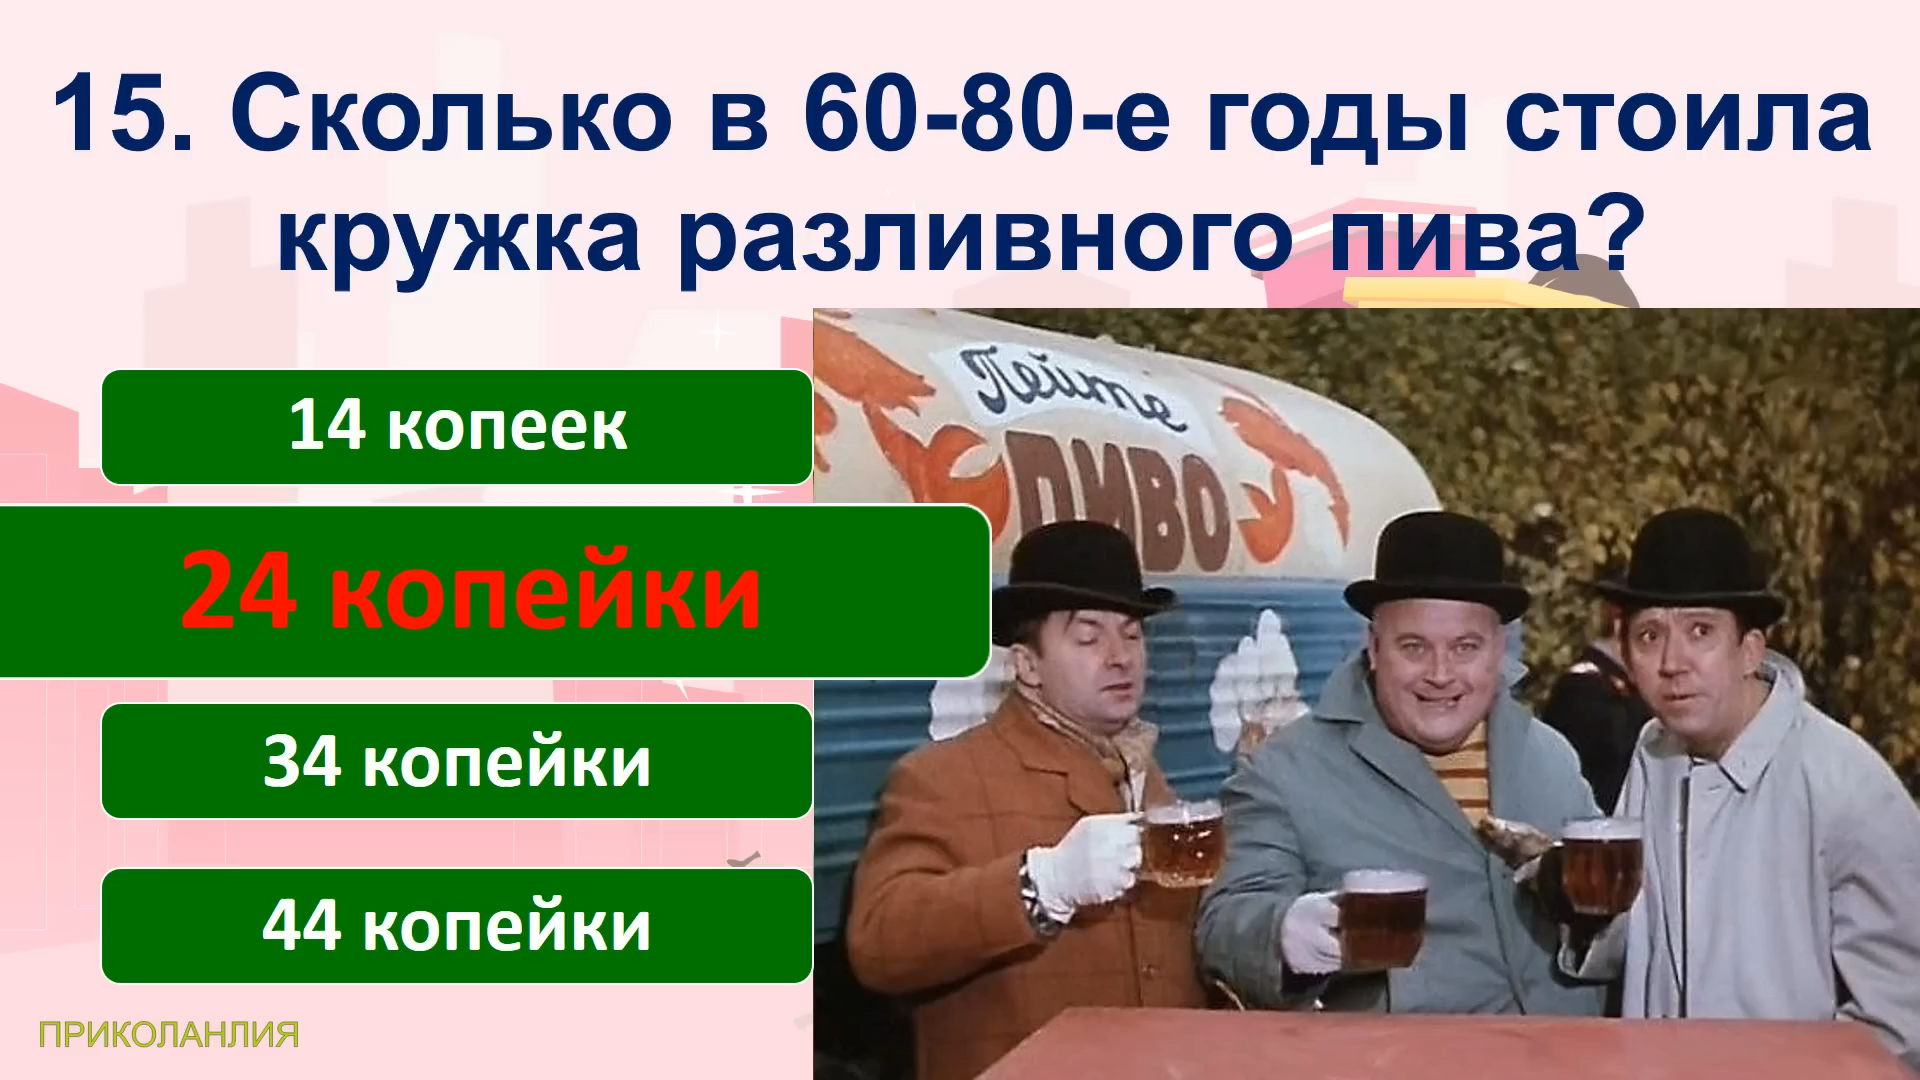 15. Сколько в 60-80-е годы стоила
кружка разливного пива?
Пейте
ПИВО
14 копеек
24 копейки
34 копейки
44 копейки
ПРИКОЛАНЛИЯ